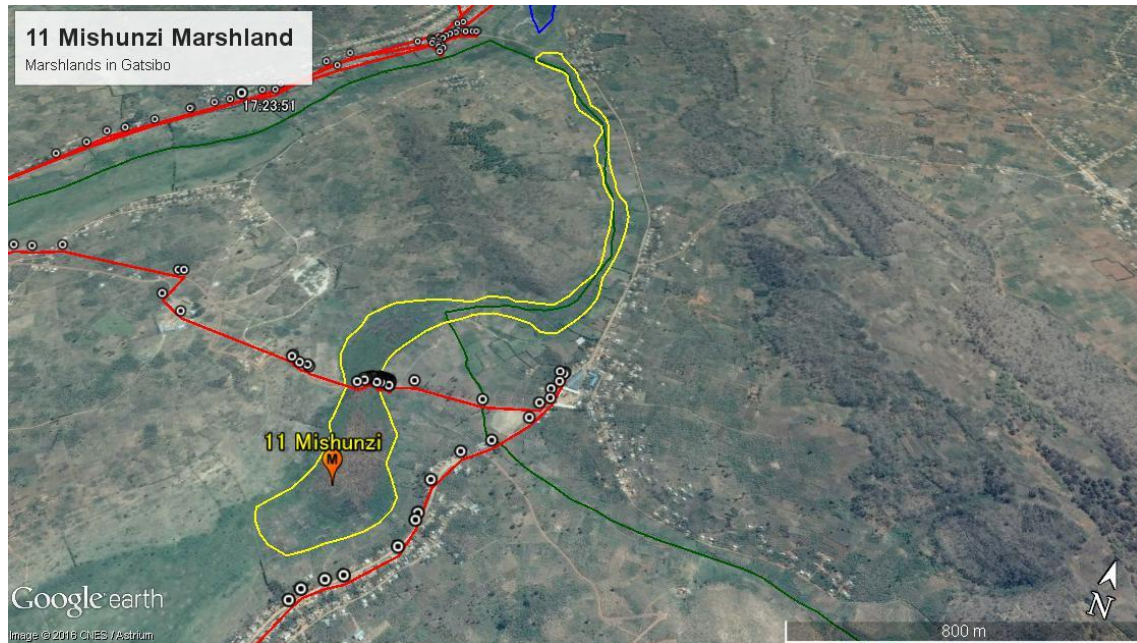 11 Mishunzi Marshland
Marshlands in Gatsibo
17:23:51
11 Mishunzi
M
Google earth
N
Image © 2016 CNES / Astrium
800 m